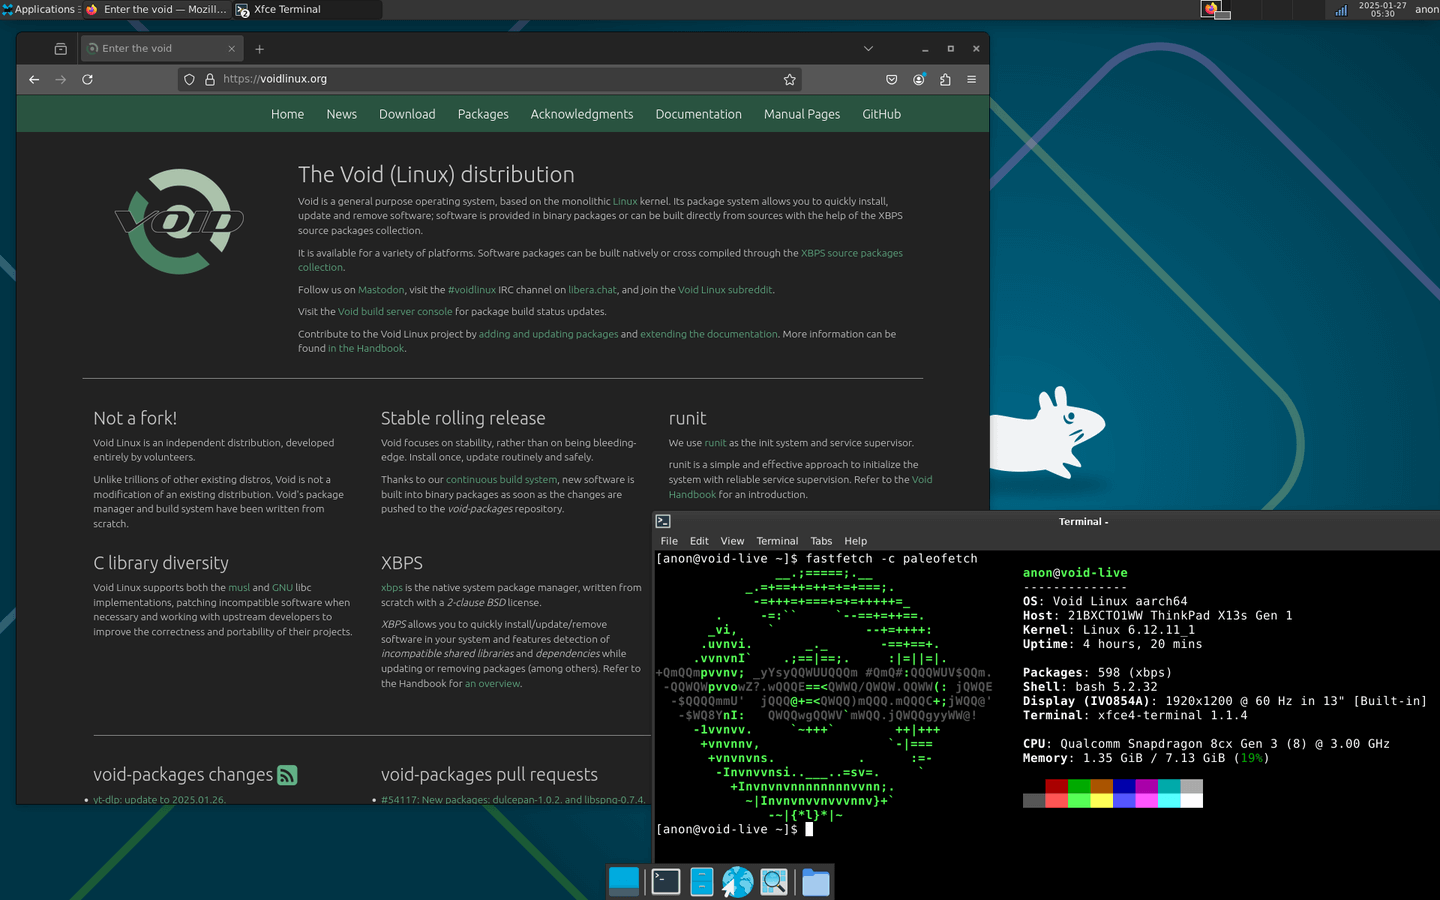 Applications
Enter the void — Mozill...
Xfce Terminal
2025-01-27
05:30
anon
Enter the void
https://voidlinux.org
Home News Download Packages Acknowledgments Documentation Manual Pages GitHub
VOID
The Void (Linux) distribution
Void is a general purpose operating system, based on the monolithic Linux kernel. Its package system allows you to quickly install,
update and remove software; software is provided in binary packages or can be built directly from sources with the help of the XBPS
source packages collection.
It is available for a variety of platforms. Software packages can be built natively or cross compiled through the XBPS source packages
collection.
Follow us on Mastodon, visit the #voidlinux IRC channel on libera.chat, and join the Void Linux subreddit.
Visit the Void build server console for package build status updates.
Contribute to the Void Linux project by adding and updating packages and extending the documentation. More information can be
found in the Handbook.
Not a fork!
Void Linux is an independent distribution, developed
entirely by volunteers.
Unlike trillions of other existing distros, Void is not a
modification of an existing distribution. Void's package
manager and build system have been written from
scratch.
Stable rolling release
Void focuses on stability, rather than on being bleeding-
edge. Install once, update routinely and safely.
Thanks to our continuous build system, new software is
built into binary packages as soon as the changes are
pushed to the void-packages repository.
runit
We use runit as the init system and service supervisor.
runit is a simple and effective approach to initialize the
system with reliable service supervision. Refer to the Void
Handbook for an introduction.
C library diversity
Void Linux supports both the musl and GNU libc
implementations, patching incompatible software when
necessary and working with upstream developers to
improve the correctness and portability of their projects.
XBPS
xbps is the native system package manager, written from
scratch with a 2-clause BSD license.
XBPS allows you to quickly install/update/remove
software in your system and features detection of
incompatible shared libraries and dependencies while
updating or removing packages (among others). Refer to
the Handbook for an overview.
void-packages changes
yt-dlp: update to 2025.01.26.
void-packages pull requests
#54117: New packages: dulcepan-1.0.2. and libspng-0.7.4.
Terminal -
File Edit View Terminal Tabs Help
[anon@void-live ~]$ fastfetch -c paleofetch
anon@void-live
--------------
OS: Void Linux aarch64
Host: 21BXCTO1WW ThinkPad X13s Gen 1
Kernel: Linux 6.12.11_1
Uptime: 4 hours, 20 mins
Packages: 598 (xbps)
Shell: bash 5.2.32
Display (IVO854A): 1920x1200 @ 60 Hz in 13" [Built-in]
Terminal: xfce4-terminal 1.1.4
CPU: Qualcomm Snapdragon 8cx Gen 3 (8) @ 3.00 GHz
Memory: 1.35 GiB / 7.13 GiB (19%)
[anon@void-live ~]$